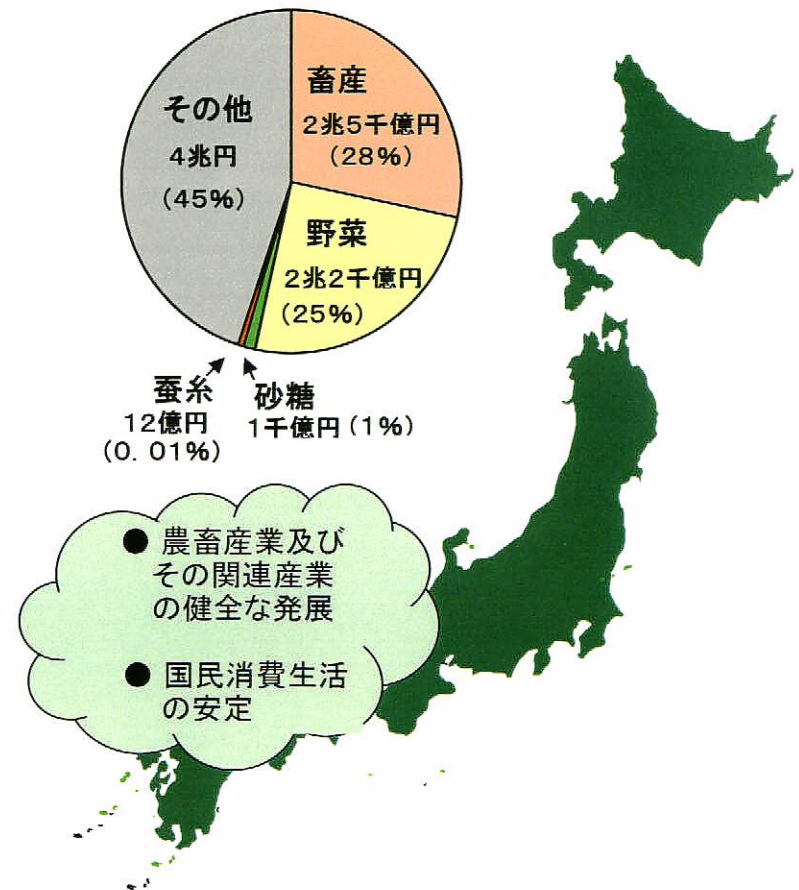 畜産
2兆5千億円
(28%)
その他
4兆円
(45%)
野菜
2兆2千億円
(25%)
蚕糸
12億円
(0.01%)
砂糖
1千億円(1%)
● 農畜産業及び
その関連産業
の健全な発展
● 国民消費生活
の安定